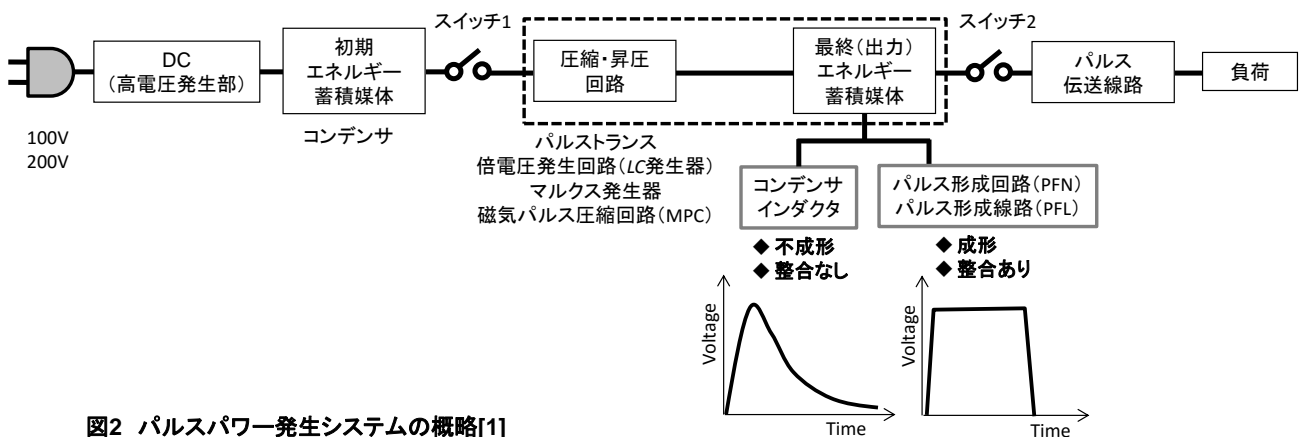 スイッチ1
スイッチ2
DC
(高電圧発生部)
初期
エネルギー
蓄積媒体
圧縮・昇圧
回路
最終(出力)
エネルギー
蓄積媒体
パルス
伝送線路
負荷
100V
200V
コンデンサ
パルストランス
倍電圧発生回路(LC発生器)
マルクス発生器
磁気パルス圧縮回路(MPC)
コンデンサ
インダクタ
パルス形成回路(PFN)
パルス形成線路(PFL)
◆ 不成形
◆ 整合なし
◆ 成形
◆ 整合あり
Voltage
Time
Voltage
Time
図2 パルスパワー発生システムの概略[1]